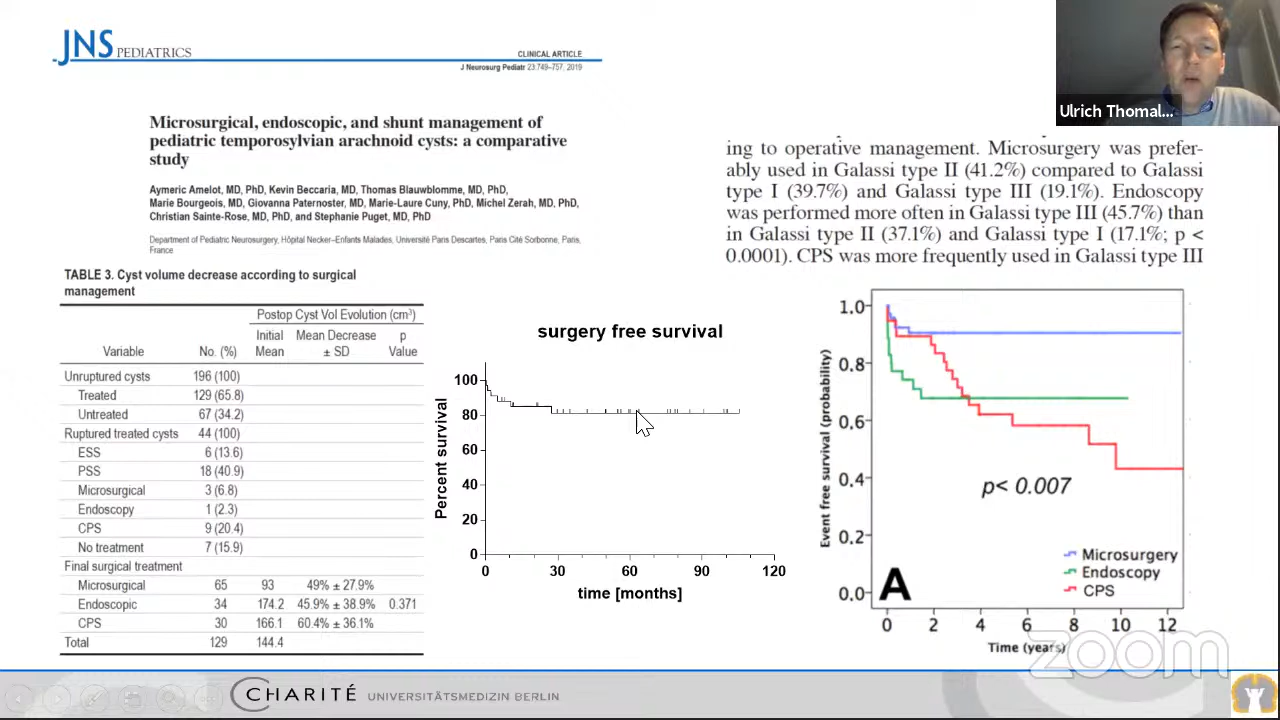 JNS PEDIATRICS
CLINICAL ARTICLE
J Neurosurg Pediatr 23:749–757, 2019
Microsurgical, endoscopic, and shunt management of
pediatric temporosylvian arachnoid cysts: a comparative
study
Aymeric Amelot, MD, PhD, Kevin Beccaria, MD, Thomas Blauwblomme, MD, PhD,
Marie Bourgeois, MD, Giovanna Paternoster, MD, Marie-Laure Cuny, PhD, Michel Zerah, MD, PhD,
Christian Sainte-Rose, MD, PhD, and Stephanie Puget, MD, PhD
Department of Pediatric Neurosurgery, Hôpital Necker–Enfants Malades, Université Paris Descartes, Paris Cité Sorbonne, Paris,
France
TABLE 3. Cyst volume decrease according to surgical
management
Postop Cyst Vol Evolution (cm³)
Variable No. (%) Initial Mean Mean Decrease ± SD p Value
Unruptured cysts 196 (100)
Treated 129 (65.8)
Untreated 67 (34.2)
Ruptured treated cysts 44 (100)
ESS 6 (13.6)
PSS 18 (40.9)
Microsurgical 3 (6.8)
Endoscopy 1 (2.3)
CPS 9 (20.4)
No treatment 7 (15.9)
Final surgical treatment
Microsurgical 65 93 49% ± 27.9%
Endoscopic 34 174.2 45.9% ± 38.9% 0.371
CPS 30 166.1 60.4% ± 36.1%
Total 129 144.4
surgery free survival
Percent survival
100
80
60
40
20
0
0 30 60 90 120
time [months]
Ulrich Thomal...
ing to operative management. Microsurgery was prefer-
ably used in Galassi type II (41.2%) compared to Galassi
type I (39.7%) and Galassi type III (19.1%). Endoscopy
was performed more often in Galassi type III (45.7%) than
in Galassi type II (37.1%) and Galassi type I (17.1%; p <
0.0001). CPS was more frequently used in Galassi type III
Event free survival (probability)
1.0
0.8
0.6
0.4
0.2
0.0
p< 0.007
Microsurgery
Endoscopy
CPS
A
0 2 4 6 8 10 12
Time (years)
zoom
CHARITÉ UNIVERSITÄTSMEDIZIN BERLIN